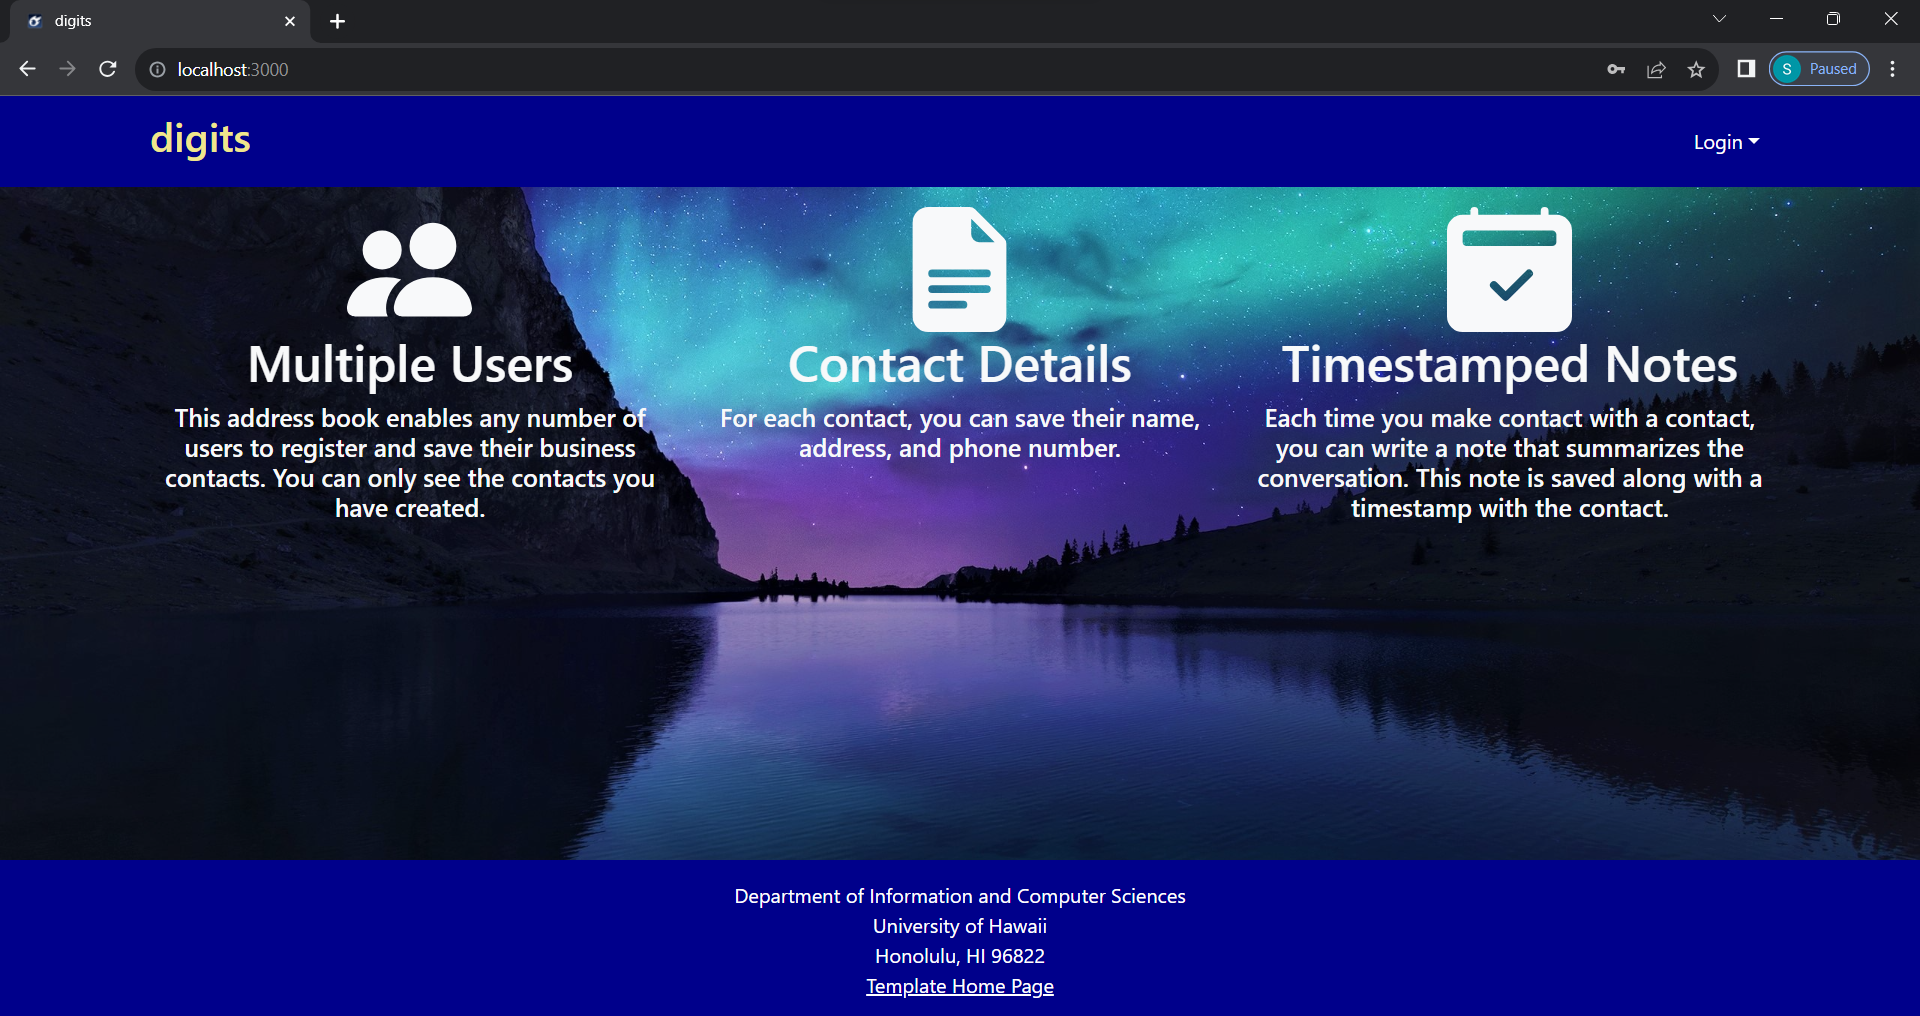 digits
localhost:3000
S
Paused
digits
Login
Multiple Users
This address book enables any number of
users to register and save their business
contacts. You can only see the contacts you
have created.
Contact Details
For each contact, you can save their name,
address, and phone number.
Timestamped Notes
Each time you make contact with a contact,
you can write a note that summarizes the
conversation. This note is saved along with a
timestamp with the contact.
Department of Information and Computer Sciences
University of Hawaii
Honolulu, HI 96822
Template Home Page